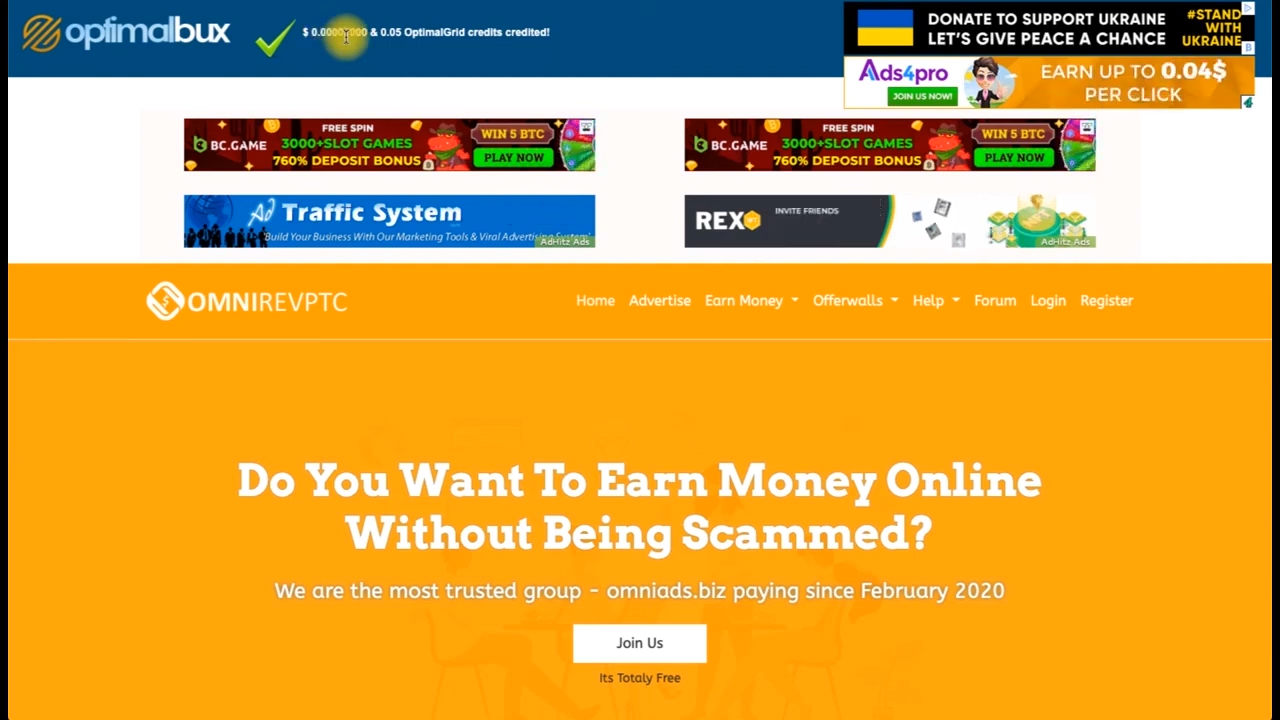 optimalbux
$ 0.0000000 & 0.05 OptimalGrid credits credited!
DONATE TO SUPPORT UKRAINE
LET'S GIVE PEACE A CHANCE
#STAND
WITH
UKRAINE
Ads4pro
JOIN US NOW!
EARN UP TO 0.04$
PER CLICK
BC.GAME
FREE SPIN
3000+SLOT GAMES
760% DEPOSIT BONUS
WIN 5 BTC
PLAY NOW
BC.GAME
FREE SPIN
3000+SLOT GAMES
760% DEPOSIT BONUS
WIN 5 BTC
PLAY NOW
Ad Traffic System
Build Your Business With Our Marketing Tools & Viral Advertising System
AdHitz Ads
REX
INVITE FRIENDS
AdHitz Ads
OMNIREVPTC
Home Advertise Earn Money Offerwalls Help Forum Login Register
Do You Want To Earn Money Online
Without Being Scammed?
We are the most trusted group - omniads.biz paying since February 2020
Join Us
Its Totaly Free